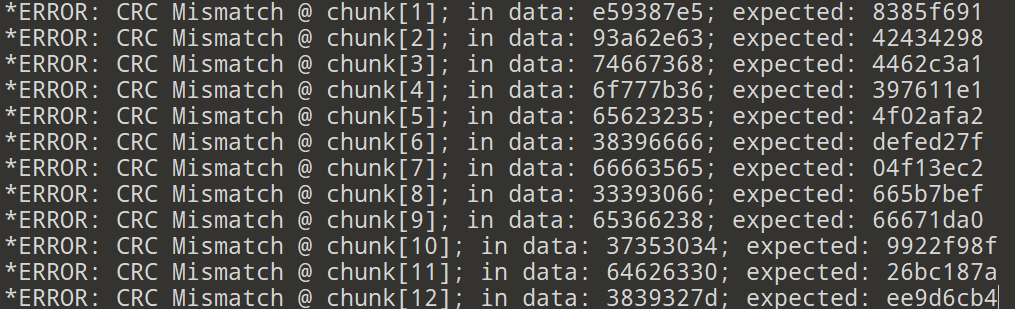 *ERROR: CRC Mismatch @ chunk[1]; in data: e59387e5; expected: 8385f691
*ERROR: CRC Mismatch @ chunk[2]; in data: 93a62e63; expected: 42434298
*ERROR: CRC Mismatch @ chunk[3]; in data: 74667368; expected: 4462c3a1
*ERROR: CRC Mismatch @ chunk[4]; in data: 6f777b36; expected: 397611e1
*ERROR: CRC Mismatch @ chunk[5]; in data: 65623235; expected: 4f02afa2
*ERROR: CRC Mismatch @ chunk[6]; in data: 38396666; expected: defed27f
*ERROR: CRC Mismatch @ chunk[7]; in data: 66663565; expected: 04f13ec2
*ERROR: CRC Mismatch @ chunk[8]; in data: 33393066; expected: 665b7bef
*ERROR: CRC Mismatch @ chunk[9]; in data: 65366238; expected: 66671da0
*ERROR: CRC Mismatch @ chunk[10]; in data: 37353034; expected: 9922f98f
*ERROR: CRC Mismatch @ chunk[11]; in data: 64626330; expected: 26bc187a
*ERROR: CRC Mismatch @ chunk[12]; in data: 3839327d; expected: ee9d6cb4